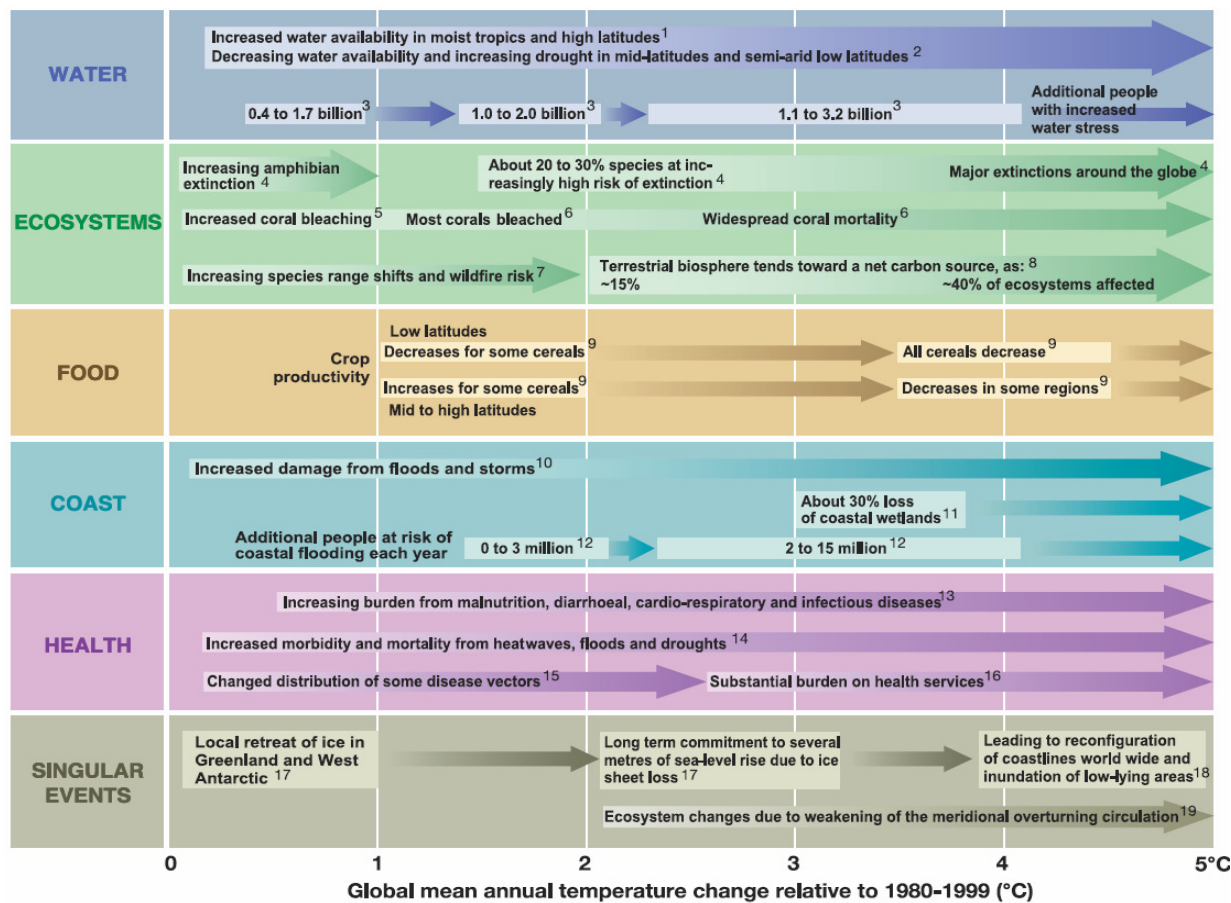 WATER
Increased water availability in moist tropics and high latitudes 1
Decreasing water availability and increasing drought in mid-latitudes and semi-arid low latitudes 2
0.4 to 1.7 billion 3
1.0 to 2.0 billion 3
1.1 to 3.2 billion 3
Additional people
with increased
water stress
ECOSYSTEMS
Increasing amphibian
extinction 4
About 20 to 30% species at inc-
reasingly high risk of extinction 4
Major extinctions around the globe 4
Increased coral bleaching 5
Most corals bleached 6
Widespread coral mortality 6
Increasing species range shifts and wildfire risk 7
Terrestrial biosphere tends toward a net carbon source, as: 8
~15%
~40% of ecosystems affected
FOOD
Crop
productivity
Low latitudes
Decreases for some cereals 9
All cereals decrease 9
Increases for some cereals 9
Decreases in some regions 9
Mid to high latitudes
COAST
Increased damage from floods and storms 10
About 30% loss
of coastal wetlands 11
Additional people at risk of
coastal flooding each year
0 to 3 million 12
2 to 15 million 12
HEALTH
Increasing burden from malnutrition, diarrhoeal, cardio-respiratory and infectious diseases 13
Increased morbidity and mortality from heatwaves, floods and droughts 14
Changed distribution of some disease vectors 15
Substantial burden on health services 16
SINGULAR
EVENTS
Local retreat of ice in
Greenland and West
Antarctic 17
Long term commitment to several
metres of sea-level rise due to ice
sheet loss 17
Leading to reconfiguration
of coastlines world wide and
inundation of low-lying areas 18
Ecosystem changes due to weakening of the meridional overturning circulation 19
0 1 2 3 4 5°C
Global mean annual temperature change relative to 1980-1999 (°C)